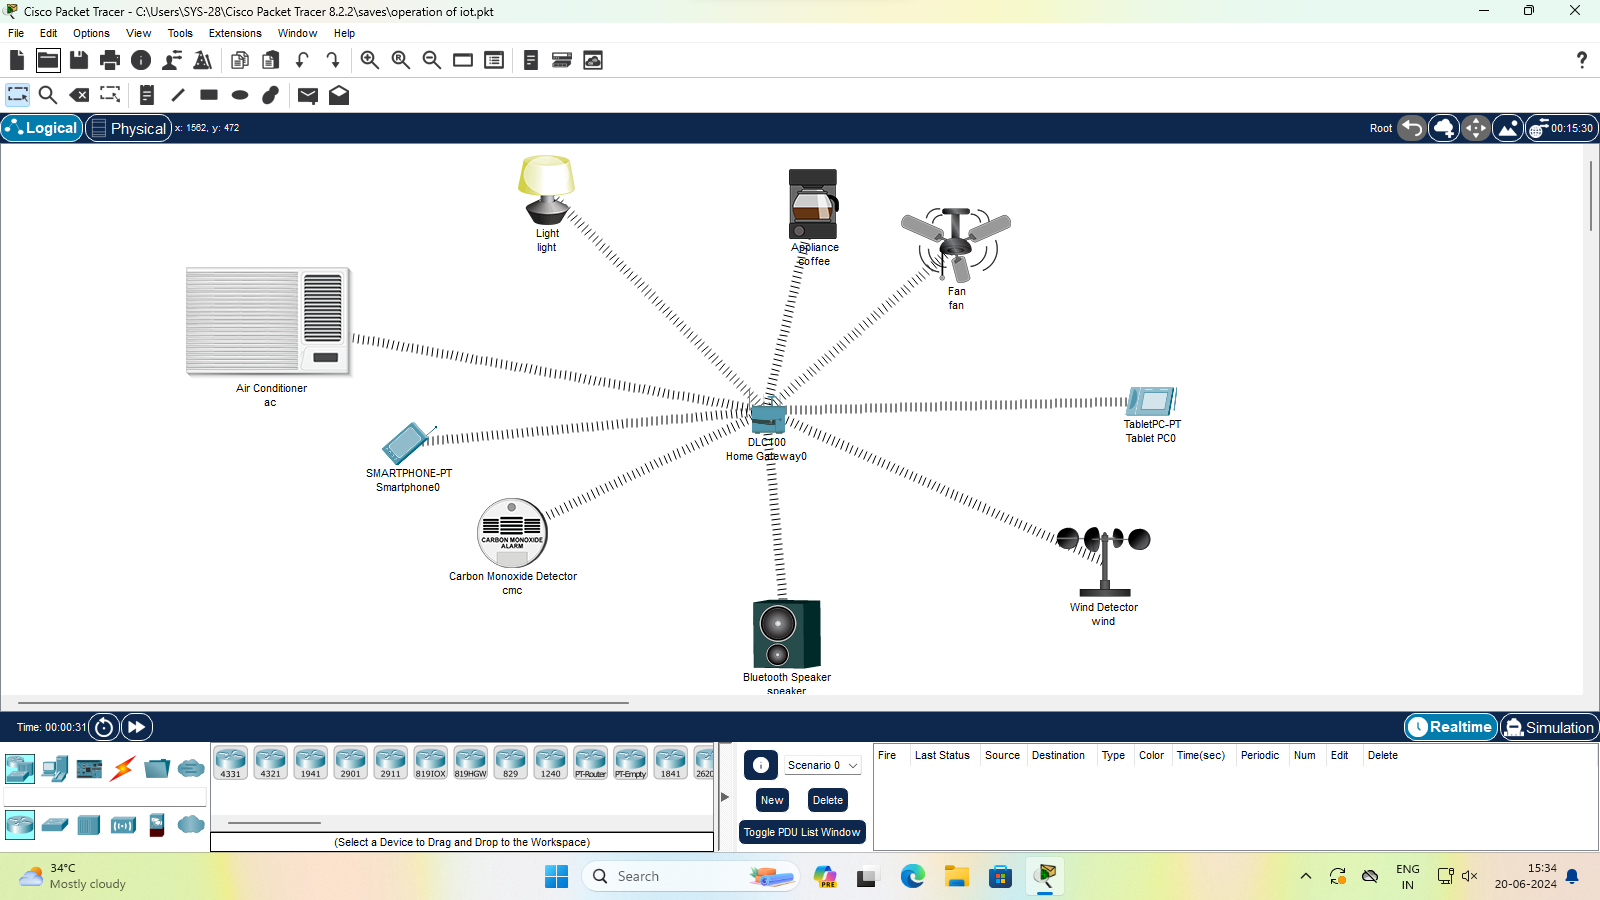 Cisco Packet Tracer - C:\Users\SYS-28\Cisco Packet Tracer 8.2.2\saves\operation of iot.pkt
File Edit Options View Tools Extensions Window Help
Logical Physical x: 1562, y: 472 Root 00:15:30
Light
light
Appliance
coffee
Fan
fan
Air Conditioner
ac
TabletPC-PT
Tablet PC0
DLC100
Home Gateway0
SMARTPHONE-PT
Smartphone0
CARBON MONOXIDE
ALARM
Carbon Monoxide Detector
cmc
Wind Detector
wind
Bluetooth Speaker
speaker
Time: 00:00:31 Realtime Simulation
4331 4321 1941 2901 2911 819IOX 819HGW 829 1240 PT-Router PT-Empty 1841 2620
(Select a Device to Drag and Drop to the Workspace)
Scenario 0
New Delete
Toggle PDU List Window
Fire Last Status Source Destination Type Color Time(sec) Periodic Num Edit Delete
34°C
Mostly cloudy
Search
PRE
ENG
IN
15:34
20-06-2024